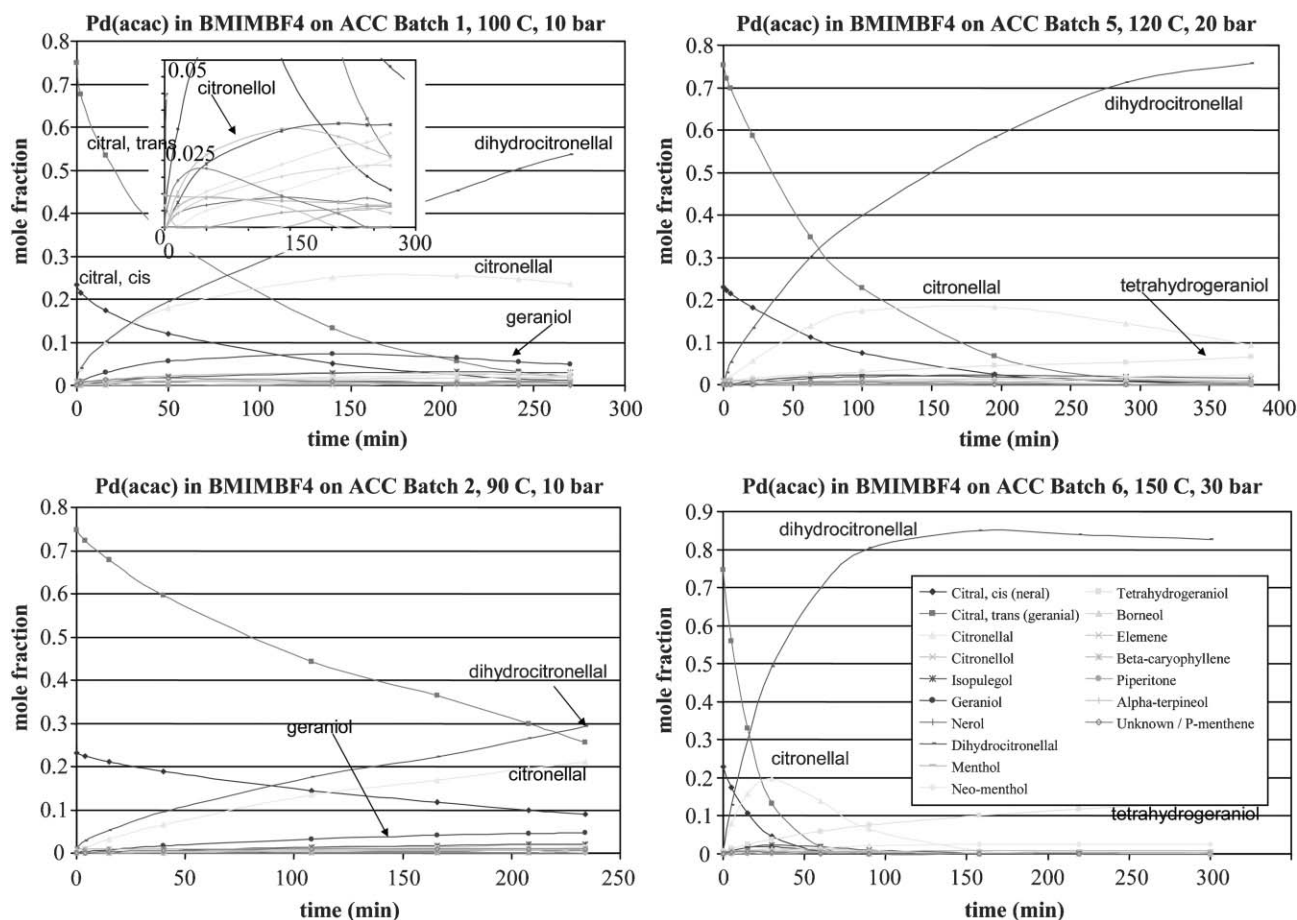 Pd(acac) in BMIMBF4 on ACC Batch 1, 100 C, 10 bar
0.8
0.7
0.6
0.5
0.4
0.3
0.2
0.1
0
mole fraction
0.05
citronellol
citral, trans
0.025
0
0
150
300
dihydrocitronellal
citral, cis
citronellal
geraniol
0
50
100
150
200
250
300
time (min)
Pd(acac) in BMIMBF4 on ACC Batch 5, 120 C, 20 bar
0.8
0.7
0.6
0.5
0.4
0.3
0.2
0.1
0
mole fraction
dihydrocitronellal
tetrahydrogeraniol
citronellal
0
50
100
150
200
250
300
350
400
time (min)
Pd(acac) in BMIMBF4 on ACC Batch 2, 90 C, 10 bar
0.8
0.7
0.6
0.5
0.4
0.3
0.2
0.1
0
mole fraction
dihydrocitronellal
geraniol
citronellal
0
50
100
150
200
250
time (min)
Pd(acac) in BMIMBF4 on ACC Batch 6, 150 C, 30 bar
0.9
0.8
0.7
0.6
0.5
0.4
0.3
0.2
0.1
0
mole fraction
dihydrocitronellal
citronellal
Citral, cis (neral)
Citral, trans (geranial)
Citronellal
Citronellol
Isopulegol
Geraniol
Nerol
Dihydrocitronellal
Menthol
Neo-menthol
Tetrahydrogeraniol
Borneol
Elemene
Beta-caryophyllene
Piperitone
Alpha-terpineol
Unknown / P-menthene
tetrahydrogeraniol
0
50
100
150
200
250
300
time (min)